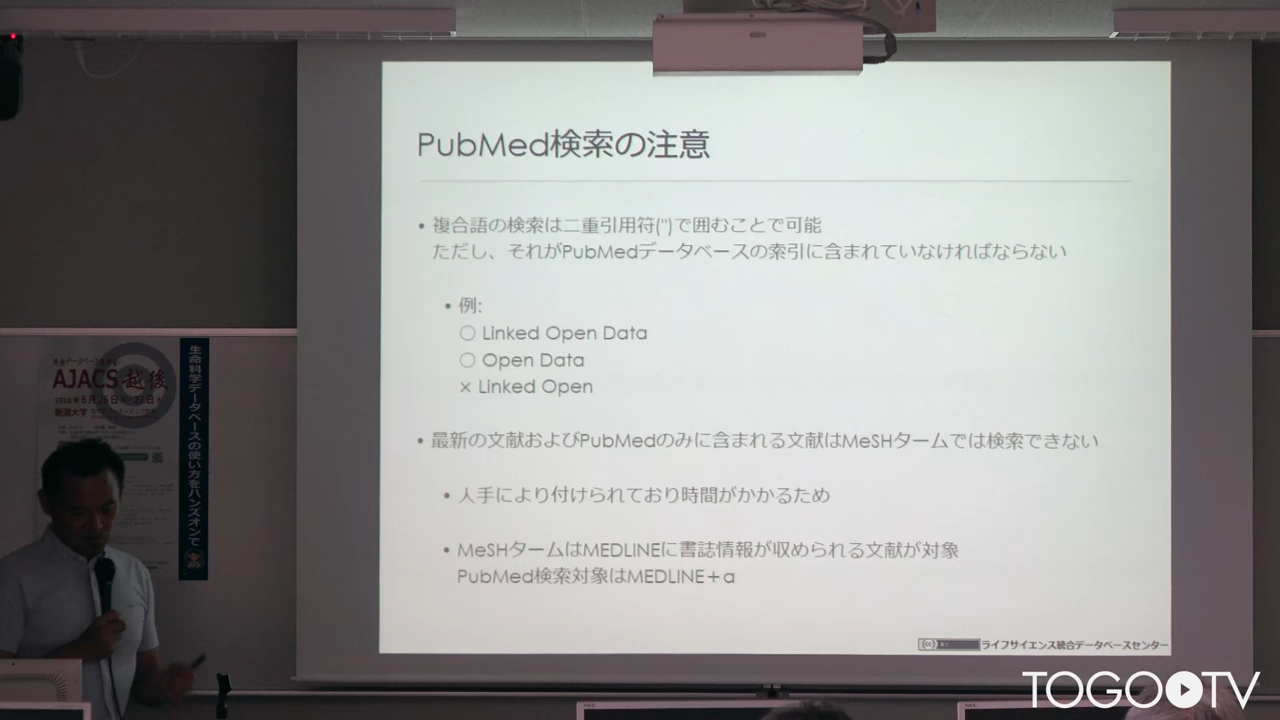 PubMed検索の注意
• 複合語の検索は二重引用符(")で囲むことで可能
ただし、それがPubMedデータベースの索引に含まれていなければならない
• 例:
○ Linked Open Data
○ Open Data
× Linked Open
• 最新の文献およびPubMedのみに含まれる文献はMeSHタームでは検索できない
• 人手により付けられており時間がかかるため
• MeSHタームはMEDLINEに書誌情報が収められる文献が対象
PubMed検索対象はMEDLINE＋α
ライフサイエンス統合データベースセンター
AJACS越後
新潟大学
生命科学データベースの使い方をハンズオンで
TOGOTV